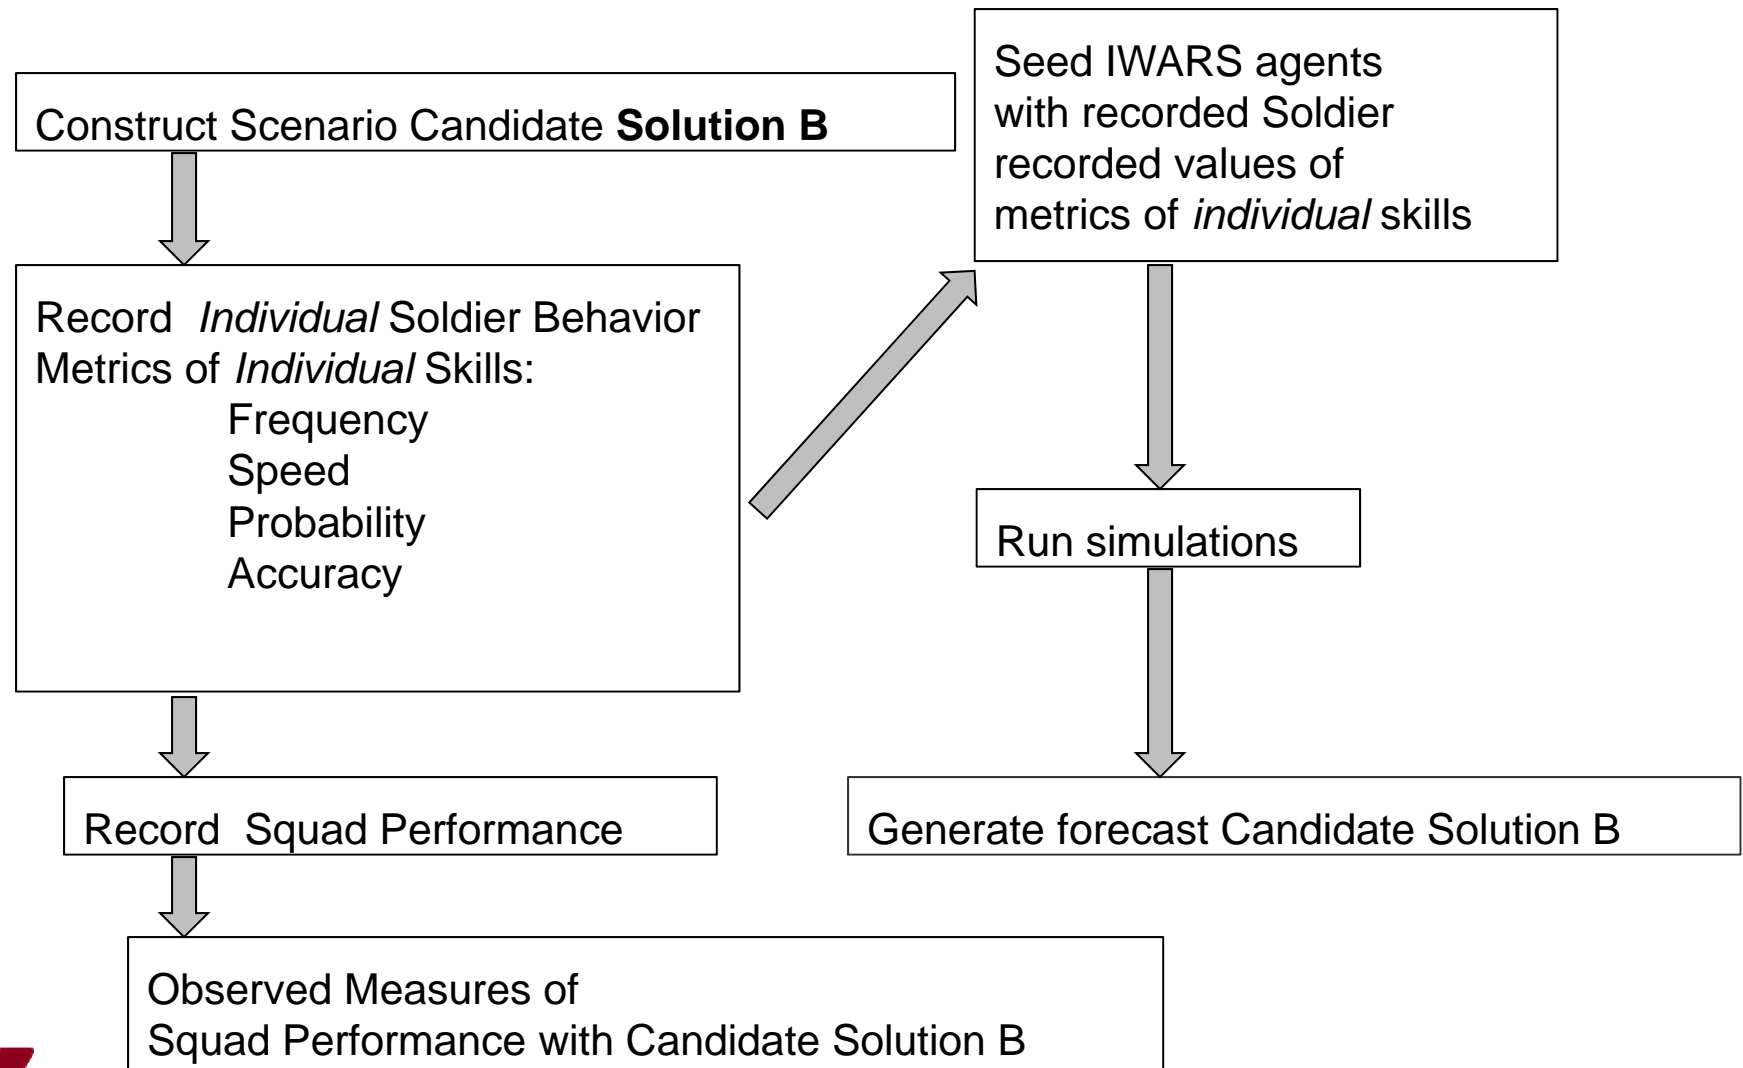 Construct Scenario Candidate Solution B
Record Individual Soldier Behavior
Metrics of Individual Skills:
Frequency
Speed
Probability
Accuracy
Record Squad Performance
Observed Measures of
Squad Performance with Candidate Solution B
Seed IWARS agents
with recorded Soldier
recorded values of
metrics of individual skills
Run simulations
Generate forecast Candidate Solution B